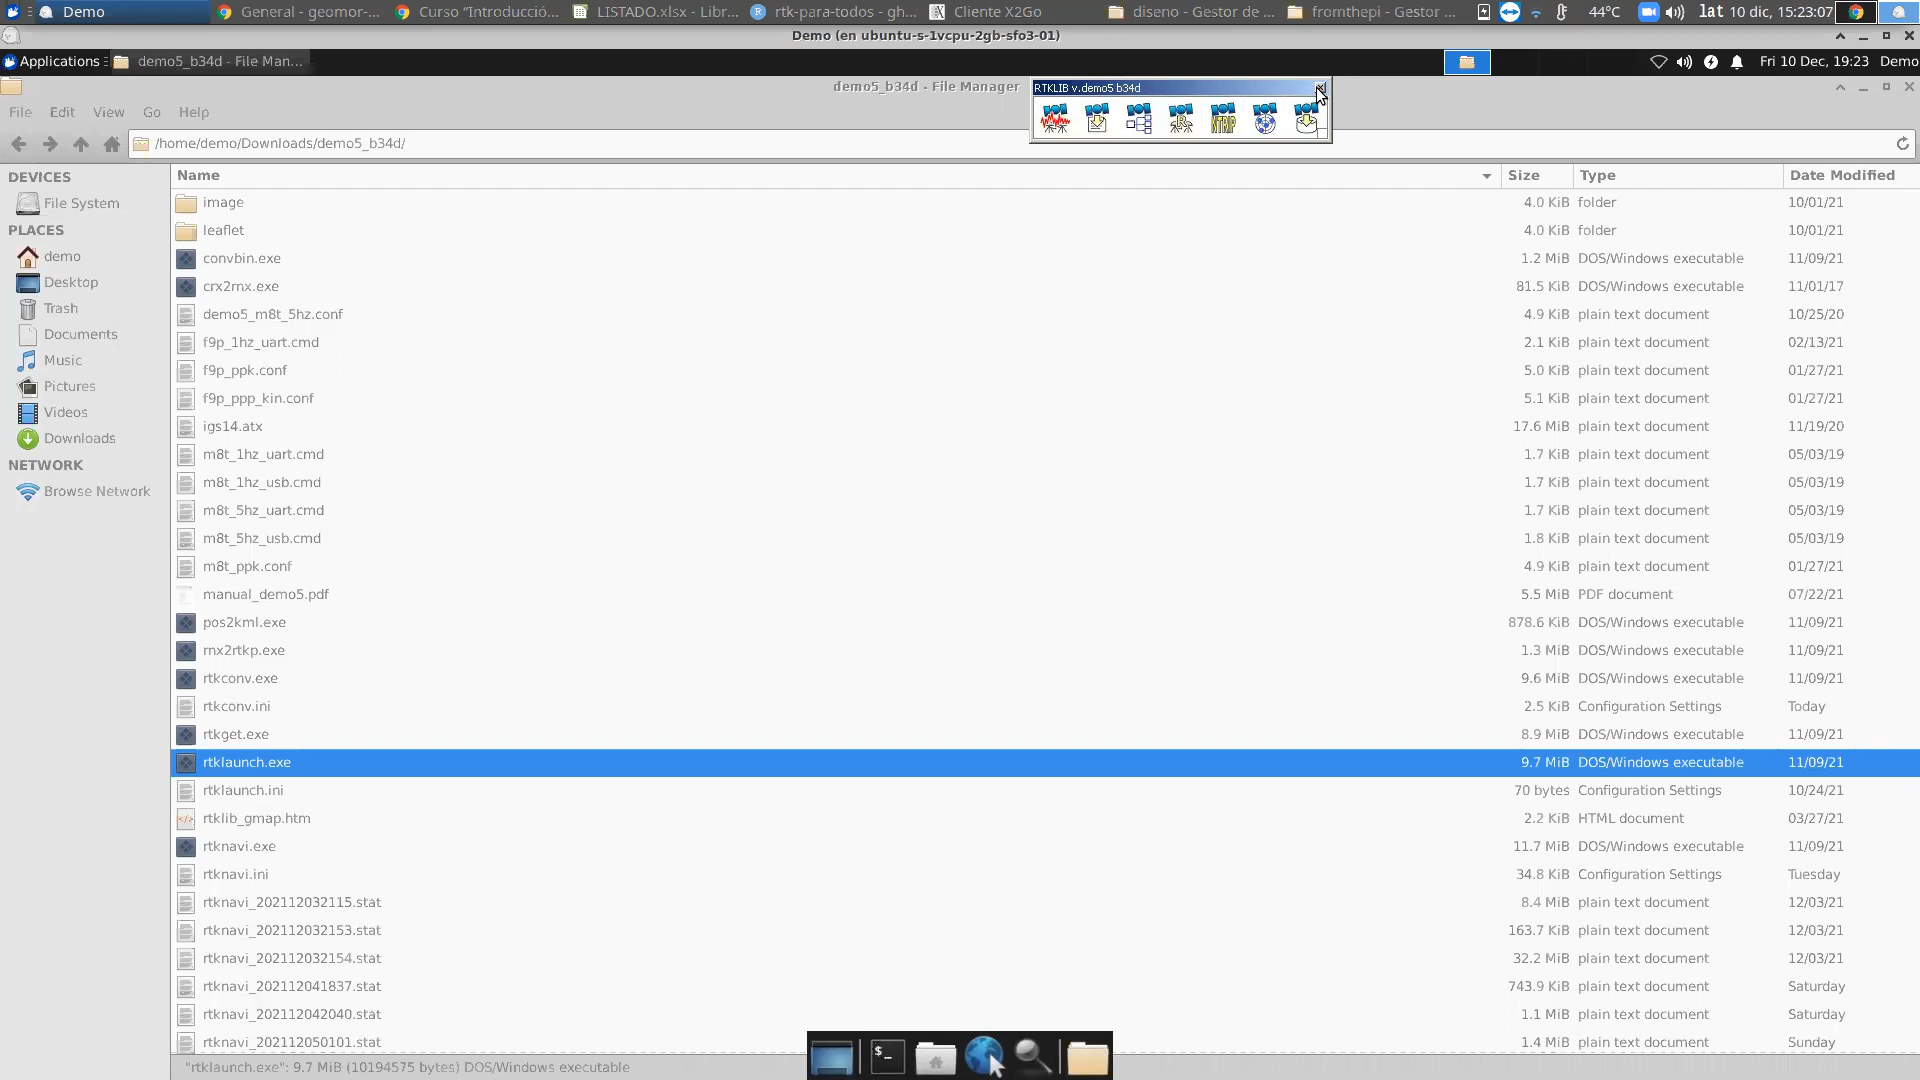 Demo
General - geomor-...
Curso “Introducció...
LISTADO.xlsx - Libr...
rtk-para-todos - gh...
Cliente X2Go
diseno - Gestor de ...
fromthepi - Gestor ...
44°C
lat 10 dic, 15:23:07
Demo (en ubuntu-s-1vcpu-2gb-sfo3-01)
Applications
demo5_b34d - File Man...
Fri 10 Dec, 19:23
Demo
demo5_b34d - File Manager
RTKLIB v.demo5 b34d
NTRIP
File Edit View Go Help
/home/demo/Downloads/demo5_b34d/
DEVICES
File System
PLACES
demo
Desktop
Trash
Documents
Music
Pictures
Videos
Downloads
NETWORK
Browse Network
Name Size Type Date Modified
image 4.0 KiB folder 10/01/21
leaflet 4.0 KiB folder 10/01/21
convbin.exe 1.2 MiB DOS/Windows executable 11/09/21
crx2rnx.exe 81.5 KiB DOS/Windows executable 11/01/17
demo5_m8t_5hz.conf 4.9 KiB plain text document 10/25/20
f9p_1hz_uart.cmd 2.1 KiB plain text document 02/13/21
f9p_ppk.conf 5.0 KiB plain text document 01/27/21
f9p_ppp_kin.conf 5.1 KiB plain text document 01/27/21
igs14.atx 17.6 MiB plain text document 11/19/20
m8t_1hz_uart.cmd 1.7 KiB plain text document 05/03/19
m8t_1hz_usb.cmd 1.7 KiB plain text document 05/03/19
m8t_5hz_uart.cmd 1.7 KiB plain text document 05/03/19
m8t_5hz_usb.cmd 1.8 KiB plain text document 05/03/19
m8t_ppk.conf 4.9 KiB plain text document 01/27/21
manual_demo5.pdf 5.5 MiB PDF document 07/22/21
pos2kml.exe 878.6 KiB DOS/Windows executable 11/09/21
rnx2rtkp.exe 1.3 MiB DOS/Windows executable 11/09/21
rtkconv.exe 9.6 MiB DOS/Windows executable 11/09/21
rtkconv.ini 2.5 KiB Configuration Settings Today
rtkget.exe 8.9 MiB DOS/Windows executable 11/09/21
rtklaunch.exe 9.7 MiB DOS/Windows executable 11/09/21
rtklaunch.ini 70 bytes Configuration Settings 10/24/21
rtklib_gmap.htm 2.2 KiB HTML document 03/27/21
rtknavi.exe 11.7 MiB DOS/Windows executable 11/09/21
rtknavi.ini 34.8 KiB Configuration Settings Tuesday
rtknavi_202112032115.stat 8.4 MiB plain text document 12/03/21
rtknavi_202112032153.stat 163.7 KiB plain text document 12/03/21
rtknavi_202112032154.stat 32.2 MiB plain text document 12/03/21
rtknavi_202112041837.stat 743.9 KiB plain text document Saturday
rtknavi_202112042040.stat 1.1 MiB plain text document Saturday
rtknavi_202112050101.stat 1.4 MiB plain text document Sunday
"rtklaunch.exe": 9.7 MiB (10194575 bytes) DOS/Windows executable